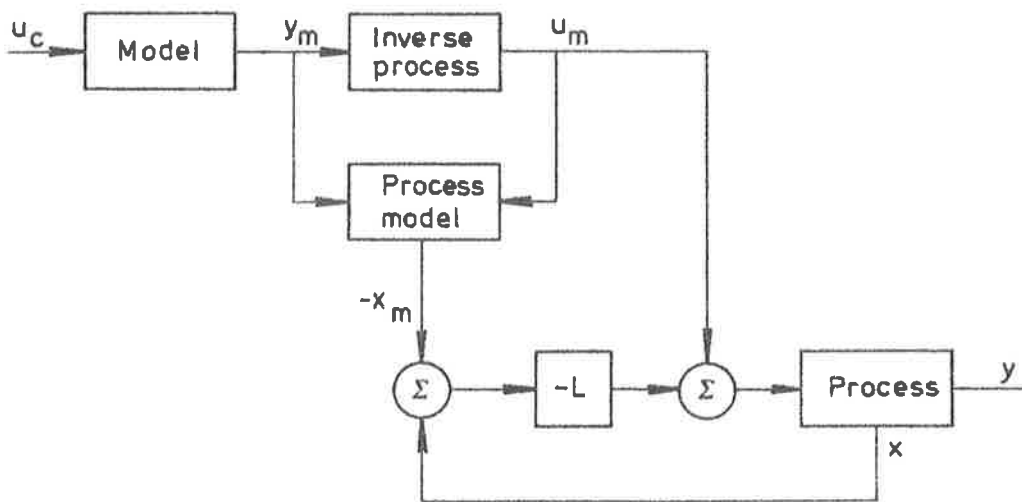 u_c
Model
y_m
Inverse
process
u_m
Process
model
-x_m
Σ
-L
Σ
Process
y
x